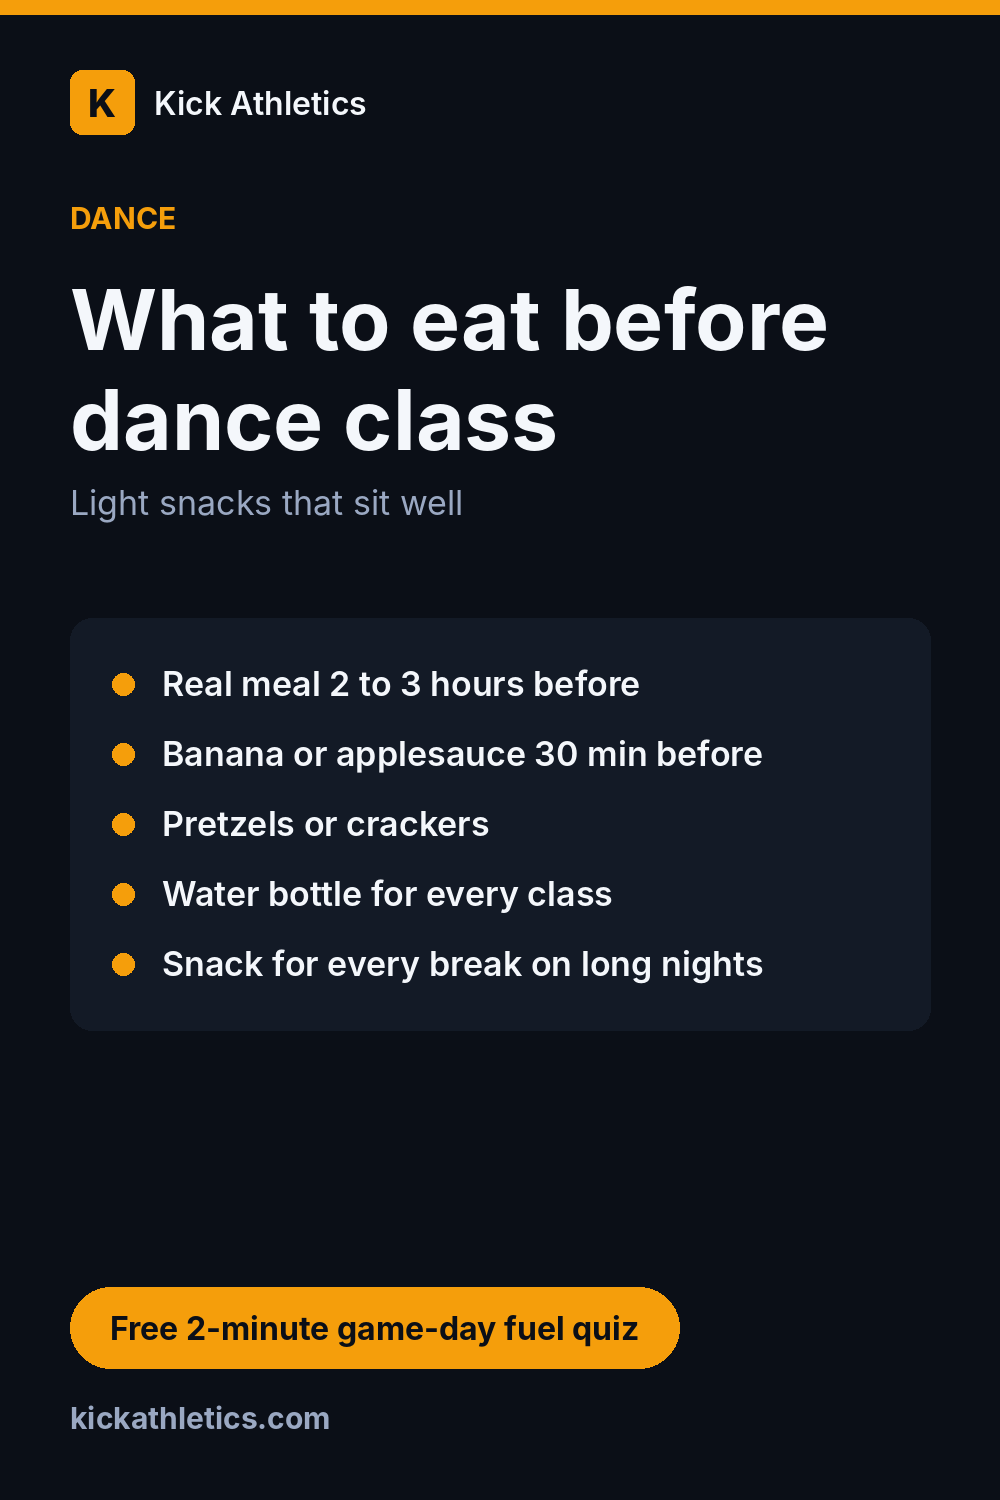 K
Kick Athletics
DANCE
What to eat before
dance class
Light snacks that sit well
Real meal 2 to 3 hours before
Banana or applesauce 30 min before
Pretzels or crackers
Water bottle for every class
Snack for every break on long nights
Free 2-minute game-day fuel quiz
kickathletics.com